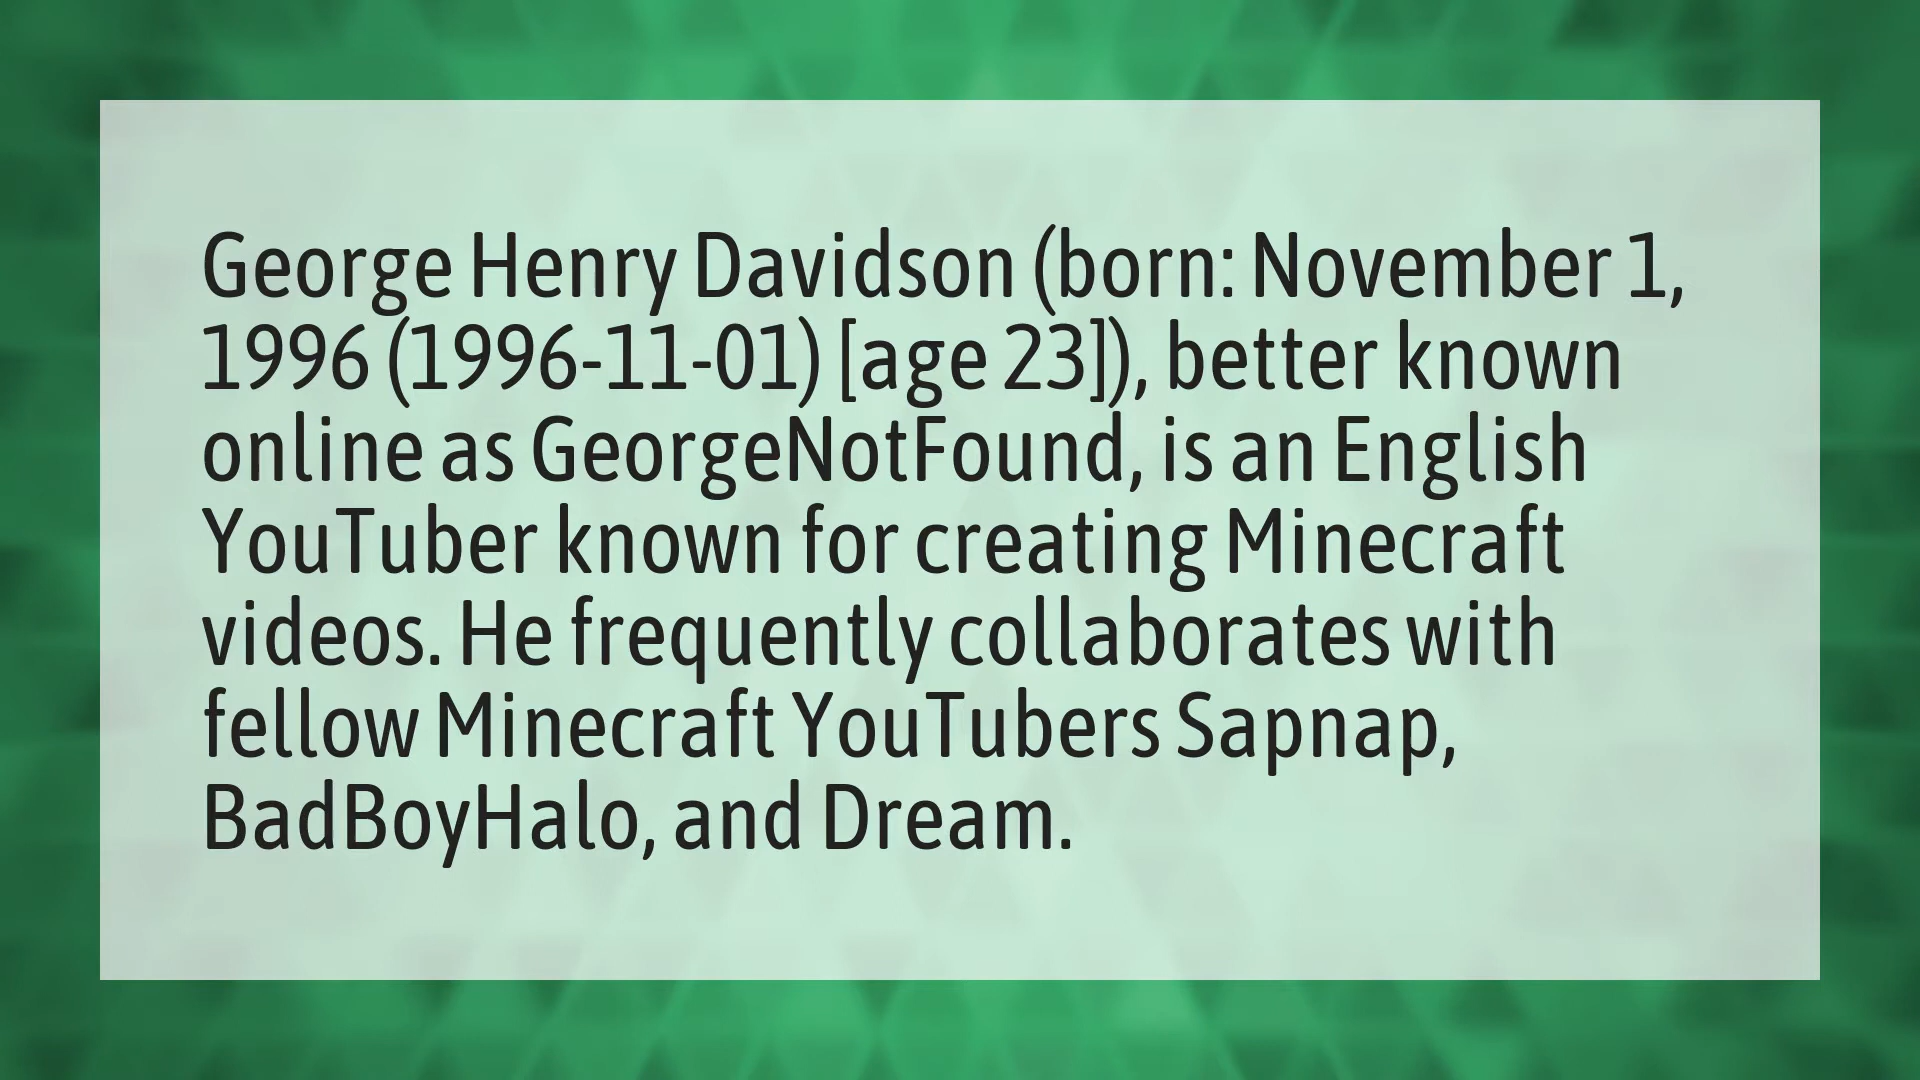 George Henry Davidson (born: November 1,
1996 (1996-11-01) [age 23]), better known
online as GeorgeNotFound, is an English
YouTuber known for creating Minecraft
videos. He frequently collaborates with
fellow Minecraft YouTubers Sapnap,
BadBoyHalo, and Dream.